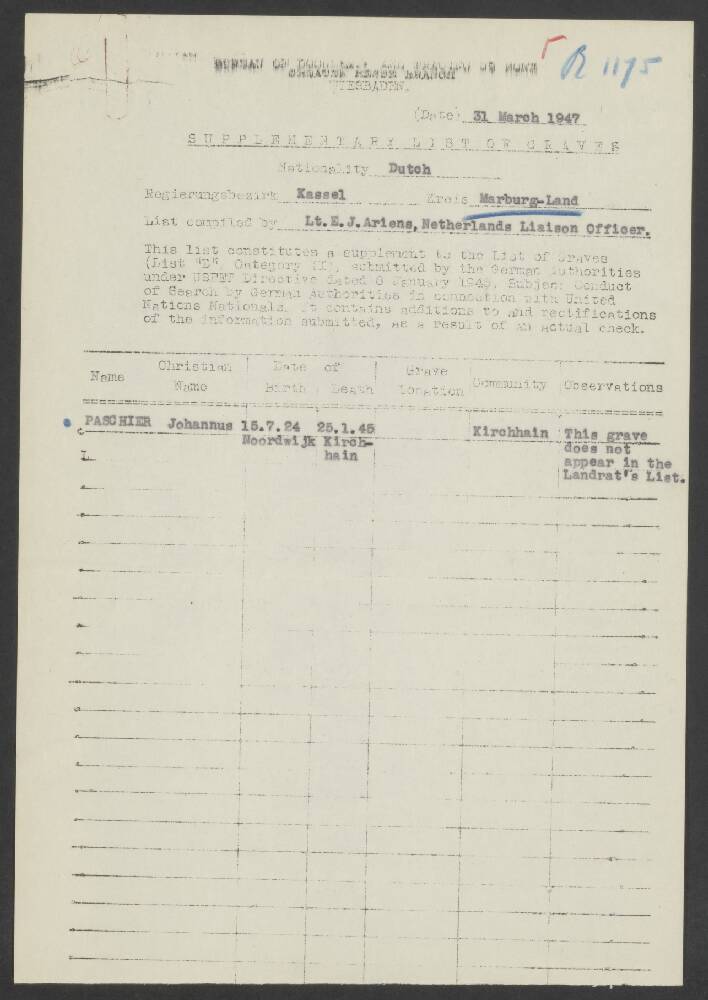 R 1175
WIESBADEN.
(Date) 31 March 1947
SUPPLEMENTARY LIST OF GRAVES
Nationality Dutch
Regierungsbezirk Kassel Kreis Marburg-Land
List compiled by Lt.E.J.Ariens, Netherlands Liaison Officer.
This list constitutes a supplement to the List of Graves
(List "E" Category II), submitted by the German Authorities
under USFET Directive dated 8 January 1946, Subject Conduct
of Search by German Authorities in connection with United
Nations Nationals. It contains additions to and rectifications
of the information submitted, as a result of an actual check.
Name Christian Name Date of Birth Death Grave Location Community Observations
PASCHIER Johannus 15.7.24 25.1.45 Kirchhain This grave
Noordwijk Kirch- does not
hain appear in the
Landrat's List.